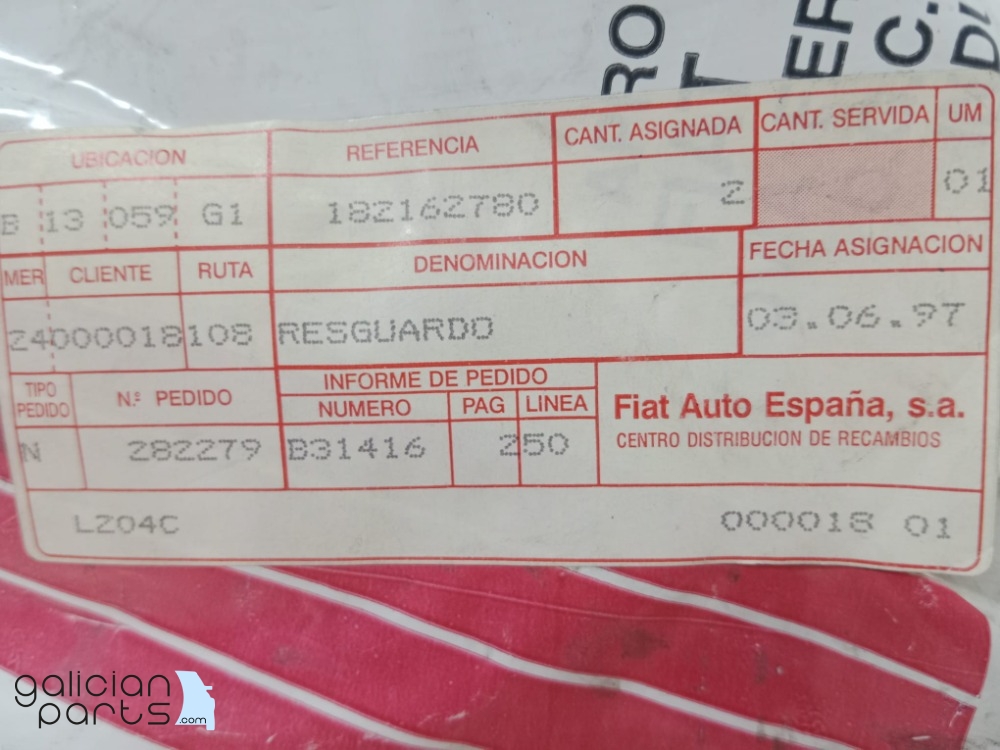 UBICACION REFERENCIA CANT. ASIGNADA CANT. SERVIDA UM
B 13 059 G1 182162780 2 01
MER CLIENTE RUTA DENOMINACION FECHA ASIGNACION
24000018 108 RESGUARDO 03.06.97
TIPO PEDIDO N.º PEDIDO INFORME DE PEDIDO
NUMERO PAG LINEA
N 282279 B31416 250
Fiat Auto España, s.a.
CENTRO DISTRIBUCION DE RECAMBIOS
LZ04C 000018 01
galician
parts.com